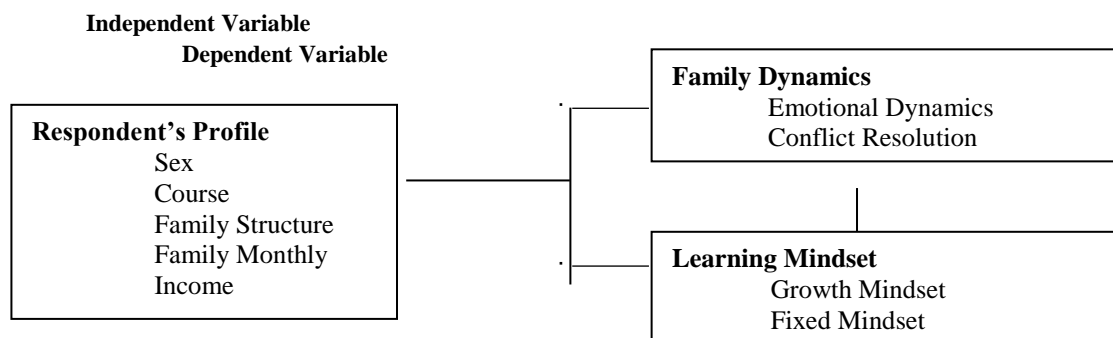 Independent Variable
Dependent Variable
Respondent’s Profile
Sex
Course
Family Structure
Family Monthly
Income
Family Dynamics
Emotional Dynamics
Conflict Resolution
Learning Mindset
Growth Mindset
Fixed Mindset